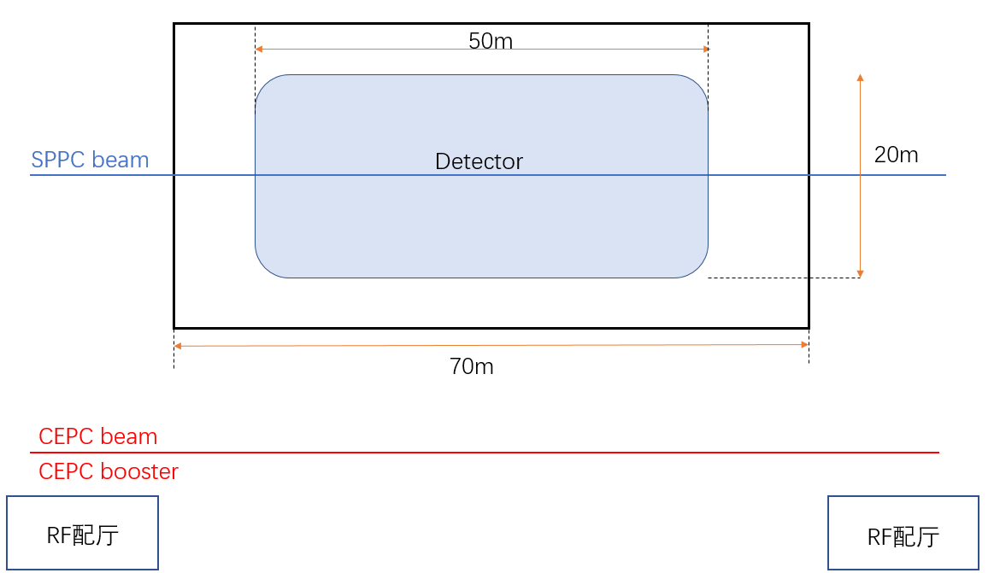 50m
SPPC beam
Detector
20m
70m
CEPC beam
CEPC booster
RF配厅
RF配厅